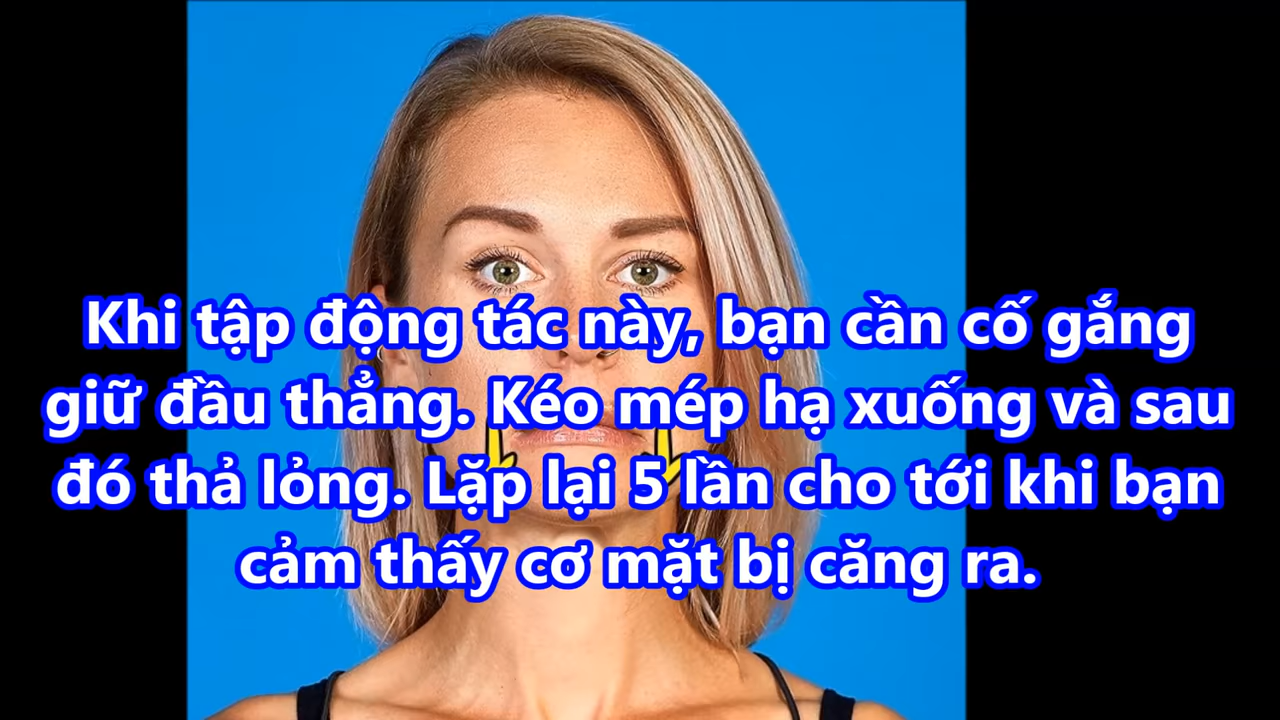 Khi tập động tác này, bạn cần cố gắng
giữ đầu thẳng. Kéo mép hạ xuống và sau
đó thả lỏng. Lặp lại 5 lần cho tới khi bạn
cảm thấy cơ mặt bị căng ra.